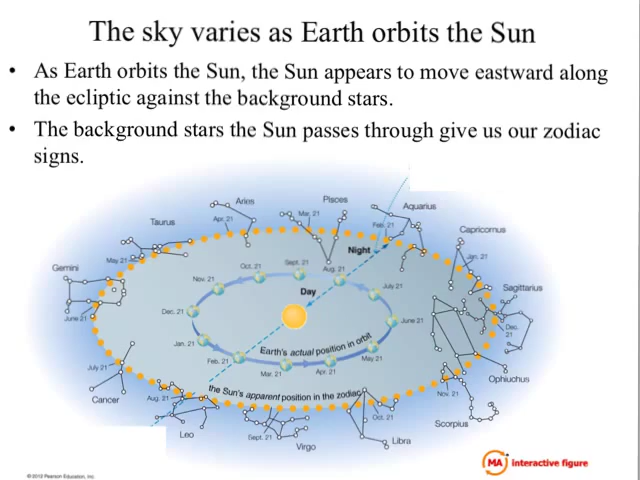 The sky varies as Earth orbits the Sun
• As Earth orbits the Sun, the Sun appears to move eastward along
the ecliptic against the background stars.
• The background stars the Sun passes through give us our zodiac
signs.
Aries
Pisces
Aquarius
Taurus
Apr. 21
Mar. 21
Feb. 21
Capricornus
May 21
Night
Jan. 21
Gemini
Oct. 21
Sept. 21
Aug. 21
Nov. 21
July 21
Sagittarius
Day
June 21
Dec. 21
June 21
Dec.
21
Jan. 21
Earth's actual position in orbit
Feb. 21
May 21
July 21
Mar. 21
Apr. 21
Ophiuchus
Cancer
Aug. 21
the Sun's apparent position in the zodiac
Nov. 21
Oct. 21
Scorpius
Leo
Sept. 21
Virgo
Libra
MA interactive figure
©2012 Pearson Education, Inc.